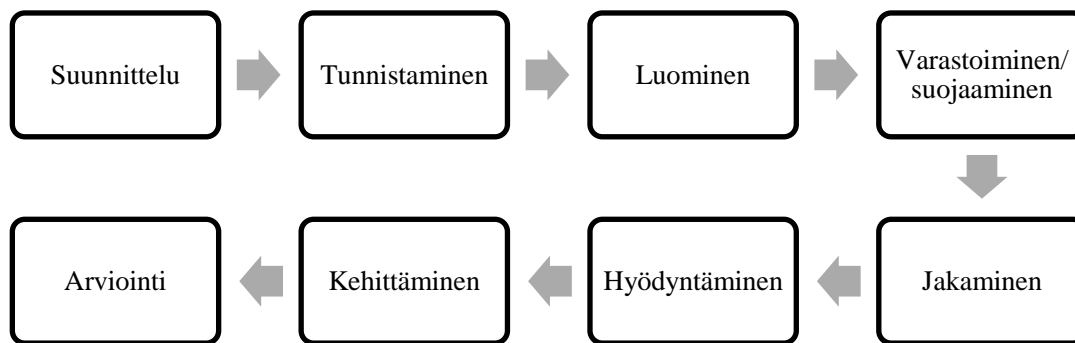 Suunnittelu
Tunnistaminen
Luominen
Varastoiminen/
suojaaminen
Jakaminen
Hyödyntäminen
Kehittäminen
Arviointi